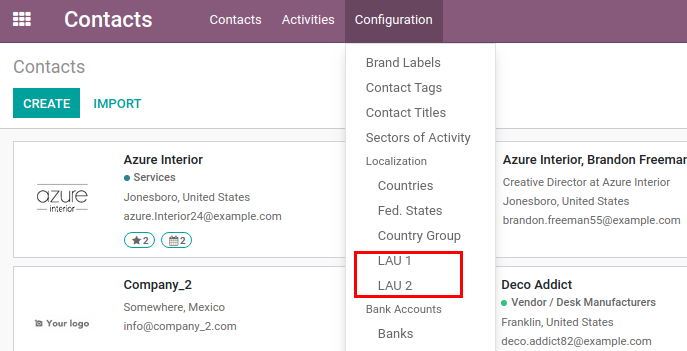 Contacts
Contacts Activities Configuration
Contacts
CREATE IMPORT
Brand Labels
Contact Tags
Contact Titles
Sectors of Activity
Localization
Countries
Fed. States
Country Group
LAU 1
LAU 2
Bank Accounts
Banks
azure
interior
Azure Interior
Services
Jonesboro, United States
azure.Interior24@example.com
2 2
Azure Interior, Brandon Freeman
Creative Director at Azure Interior
Jonesboro, United States
brandon.freeman55@example.com
Your logo
Company_2
Somewhere, Mexico
info@company_2.com
Deco Addict
Vendor / Desk Manufacturers
Franklin, United States
deco.addict82@example.com